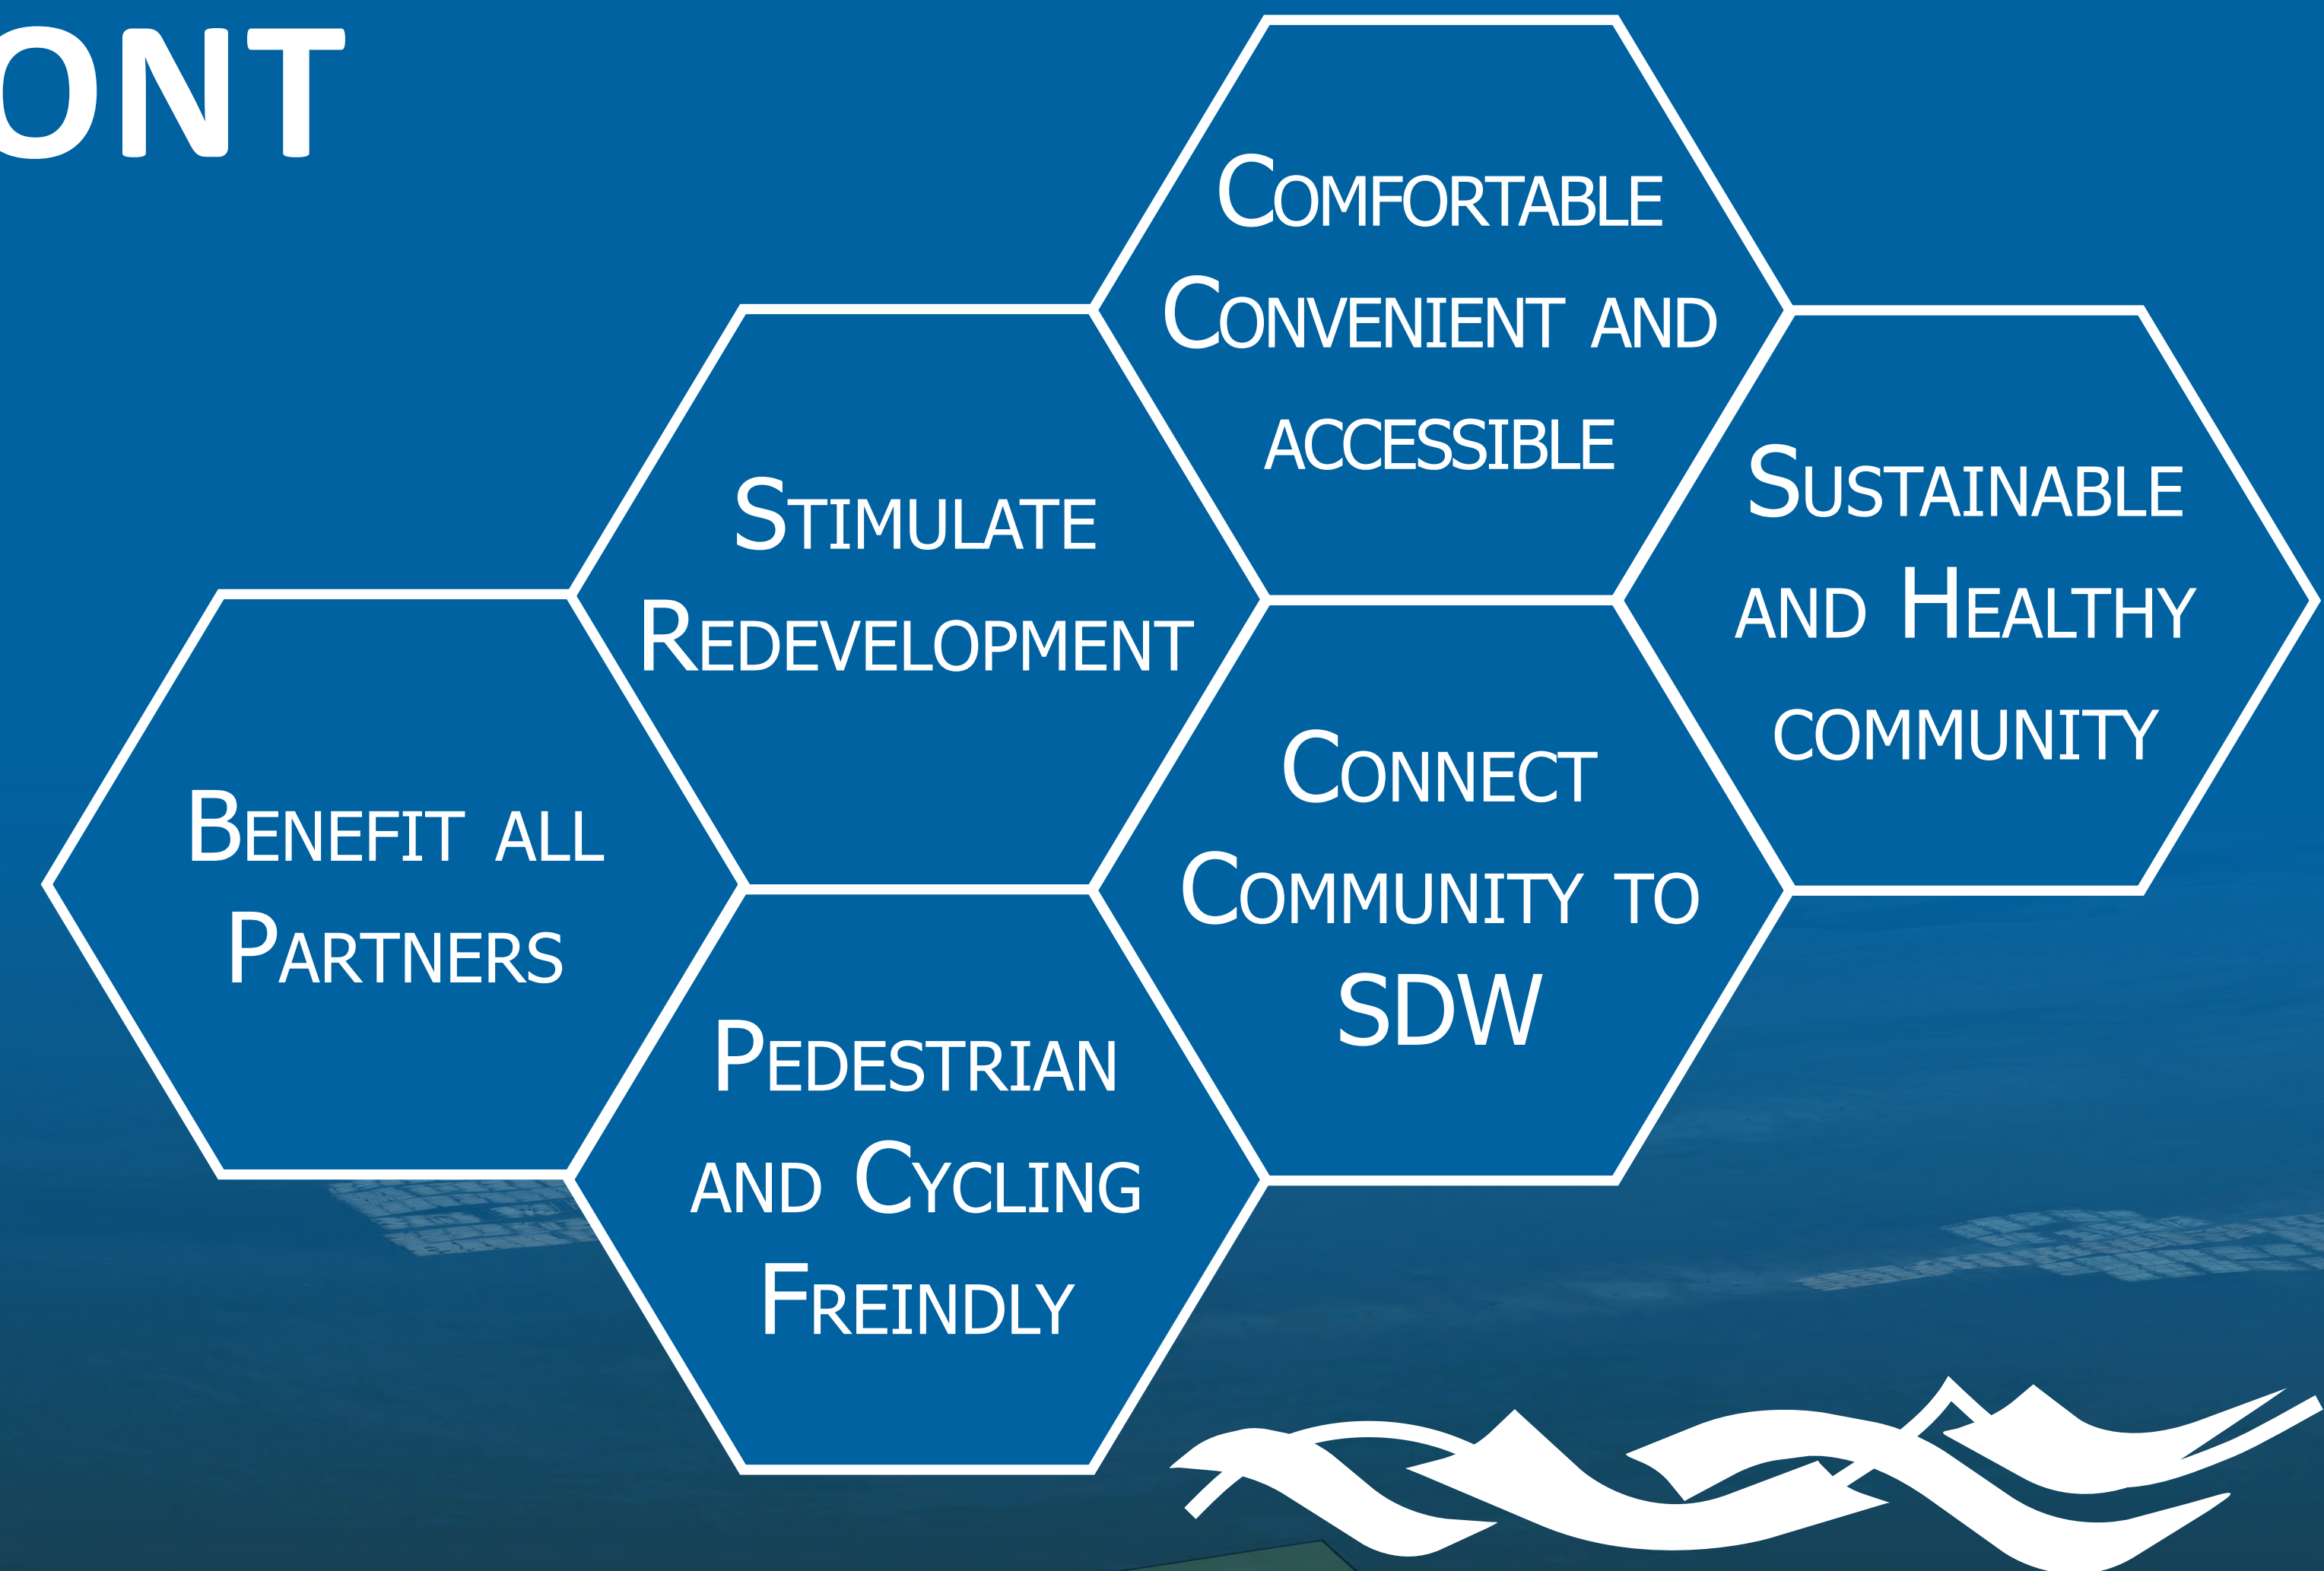 ONT
Comfortable
Convenient and
accessible
Stimulate
Redevelopment
Sustainable
and Healthy
community
Benefit all
Partners
Connect
Community to
SDW
Pedestrian
and Cycling
Freindly